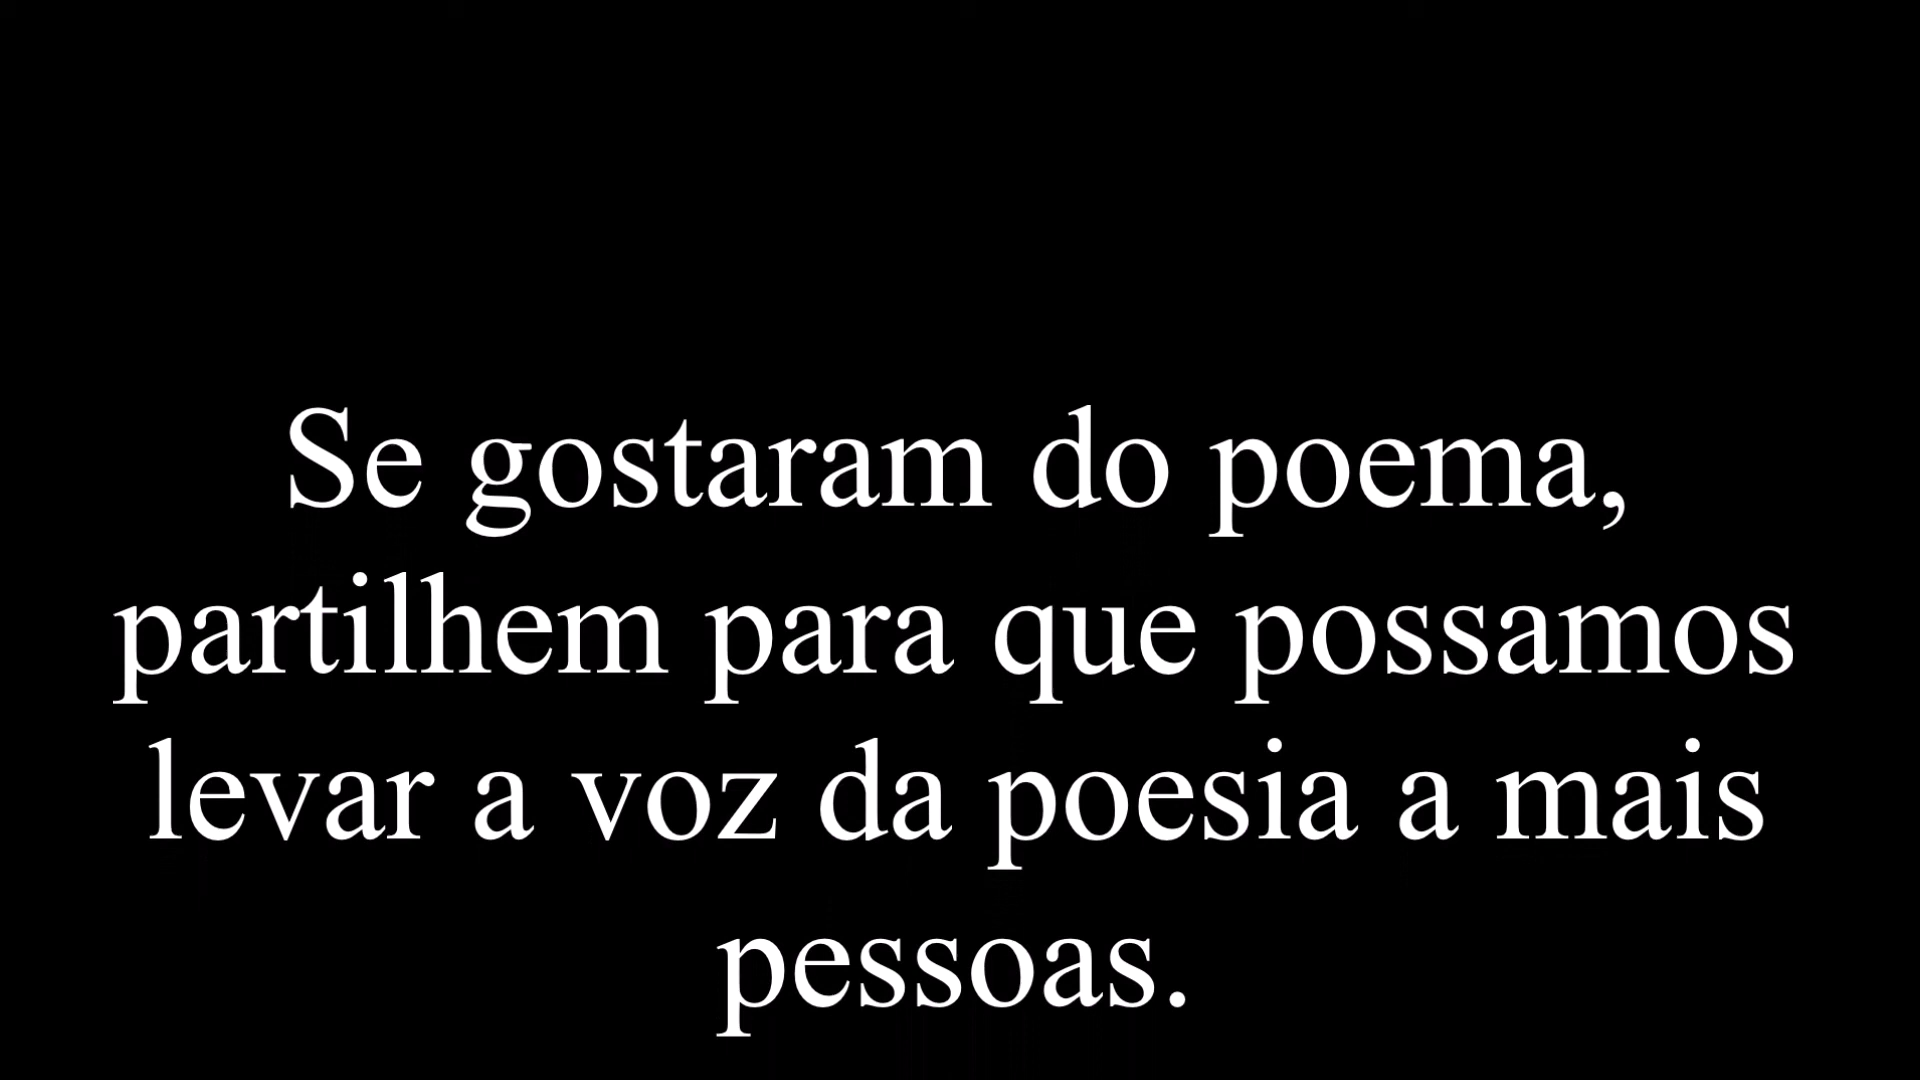 Se gostaram do poema,
partilhem para que possamos
levar a voz da poesia a mais
pessoas.